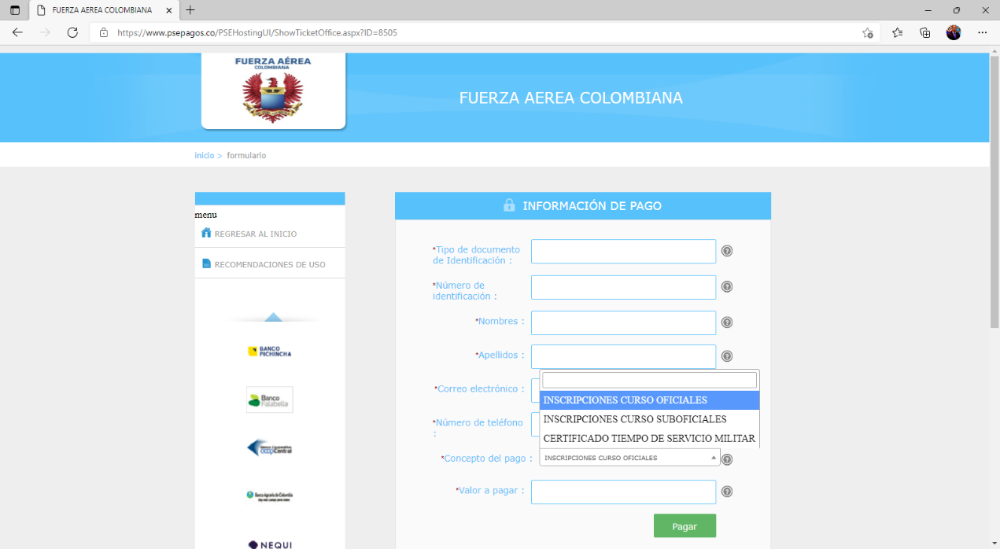 FUERZA AEREA COLOMBIANA
https://www.psepagos.co/PSEHostingUI/ShowTicketOffice.aspx?ID=8505
FUERZA AÉREA
COLOMBIANA
FUERZA AEREA COLOMBIANA
inicio > formulario
menu
REGRESAR AL INICIO
RECOMENDACIONES DE USO
BANCO
PICHINCHA
Banco
Falabella
coopCentral
Banco Agrario de Colombia
NEQUI
INFORMACIÓN DE PAGO
*Tipo de documento
de Identificación :
*Número de
identificación :
*Nombres :
*Apellidos :
*Correo electrónico :
*Número de teléfono
:
INSCRIPCIONES CURSO OFICIALES
INSCRIPCIONES CURSO SUBOFICIALES
CERTIFICADO TIEMPO DE SERVICIO MILITAR
*Concepto del pago :
INSCRIPCIONES CURSO OFICIALES
*Valor a pagar :
Pagar